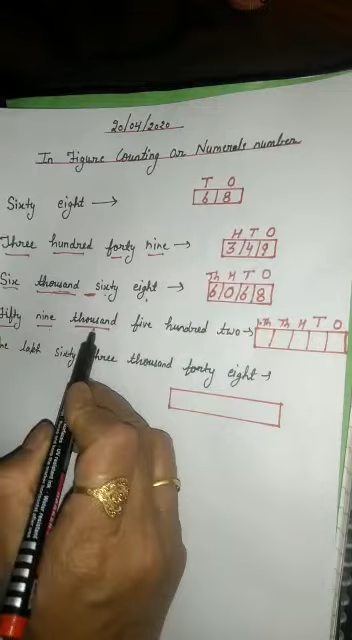 20/04/2020
In Figure Counting or Numerals number
T O
Sixty eight → 6 8
H T O
Three hundred forty nine → 3 4 9
Th H T O
Six thousand sixty eight → 6 0 6 8
Fifty nine thousand five hundred two → Th H T O
lakh sixty three thousand forty eight →